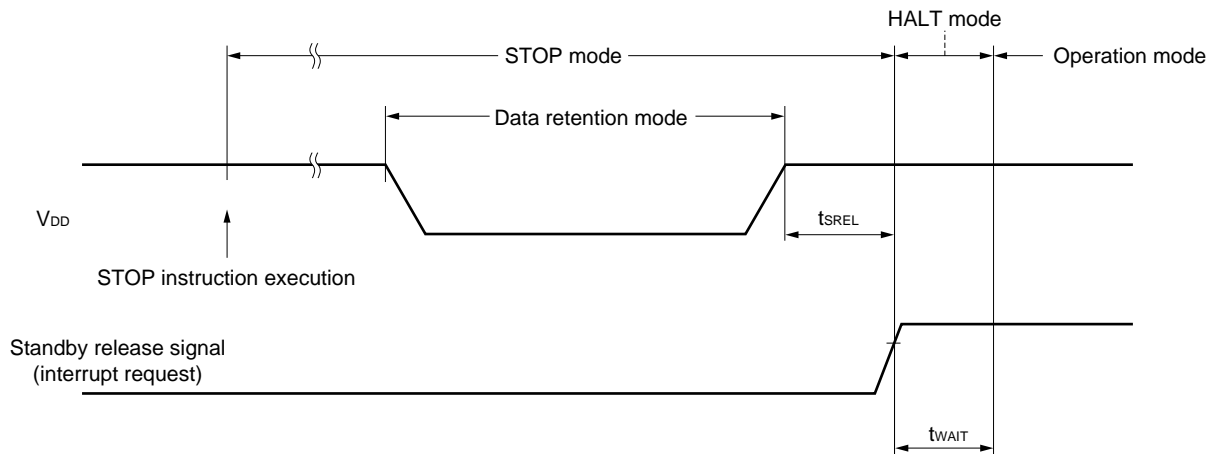 HALT mode
STOP mode
Operation mode
Data retention mode
VDD
tSREL
STOP instruction execution
Standby release signal
(interrupt request)
tWAIT